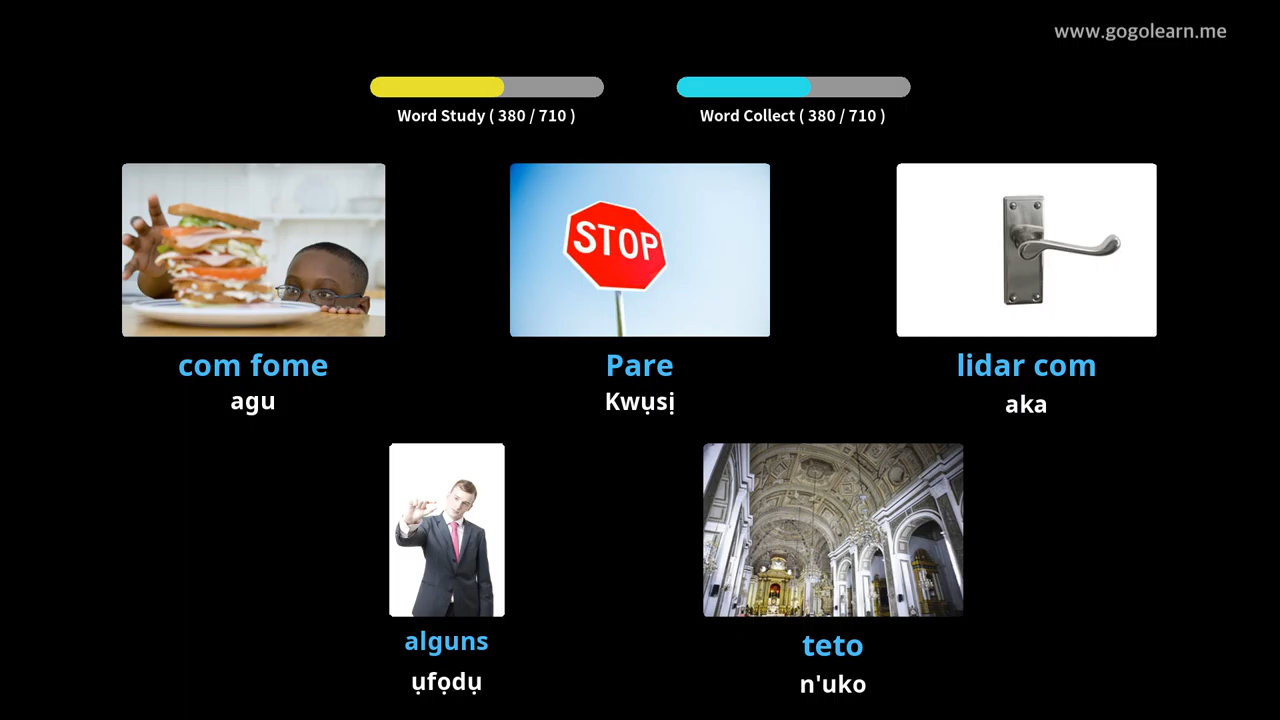 www.gogolearn.me
Word Study ( 380 / 710 )
Word Collect ( 380 / 710 )
STOP
com fome
agu
Pare
Kwụsị
lidar com
aka
alguns
ụfọdụ
teto
n'uko